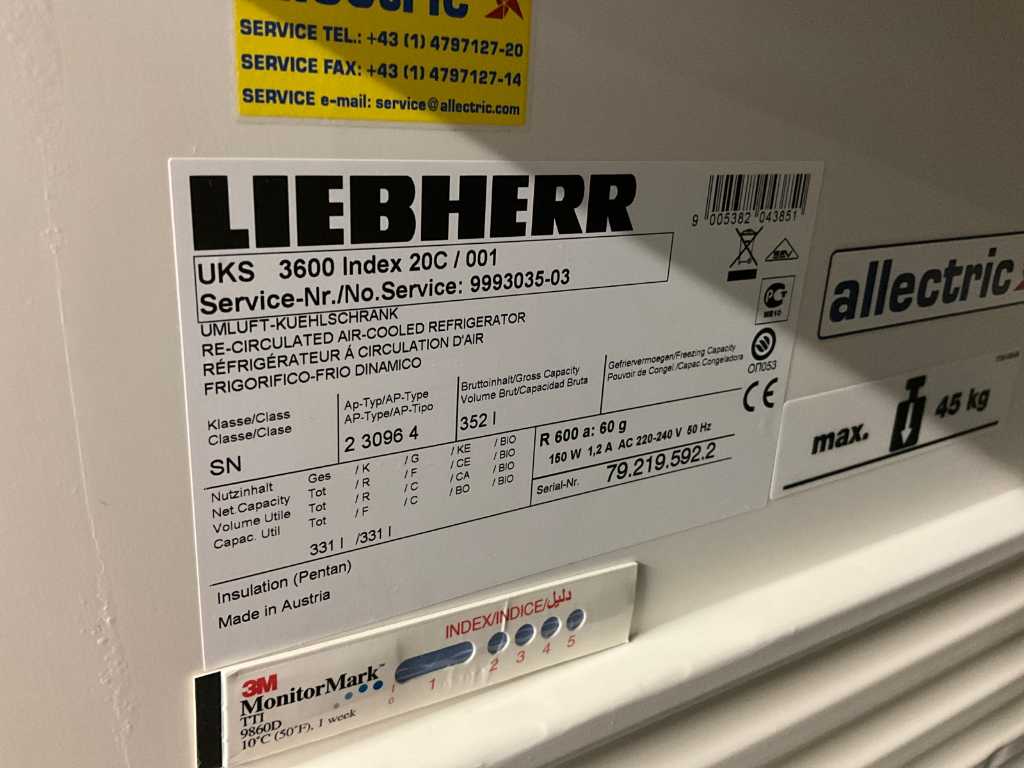 SERVICE TEL.: +43 (1) 4797127-20
SERVICE FAX: +43 (1) 4797127-14
SERVICE e-mail: service@allectric.com
LIEBHERR
9 005382 043851
UKS 3600 Index 20C / 001
Service-Nr./No.Service: 9993035-03
UMLUFT-KUEHLSCHRANK
RE-CIRCULATED AIR-COOLED REFRIGERATOR
RÉFRIGÉRATEUR Á CIRCULATION D'AIR
FRIGORIFICO-FRIO DINAMICO
ОП053
CE
Klasse/Class
Classe/Clase
SN
Ap-Typ/AP-Type
AP-Type/AP-Tipo
2 3096 4
Bruttoinhalt/Gross Capacity
Volume Brut/Capacidad Bruta
352 l
Gefriervermoegen/Freezing Capacity
Pouvoir de Congel./Capac.Congeladora
Nutzinhalt Ges / K / G / KE / BIO
Net.Capacity Tot / R / F / CE / BIO
Volume Utile Tot / R / C / CA / BIO
Capac. Util Tot / F / C / BO / BIO
331 l /331 l
R 600 a: 60 g
150 W 1,2 A AC 220-240 V 50 Hz
Serial-Nr. 79.219.592.2
Insulation (Pentan)
Made in Austria
allectric
max. 45 kg
3M
MonitorMark™
TTI
9860D
10°C (50°F), 1 week
INDEX/INDICE/دليل
0 1 2 3 4 5